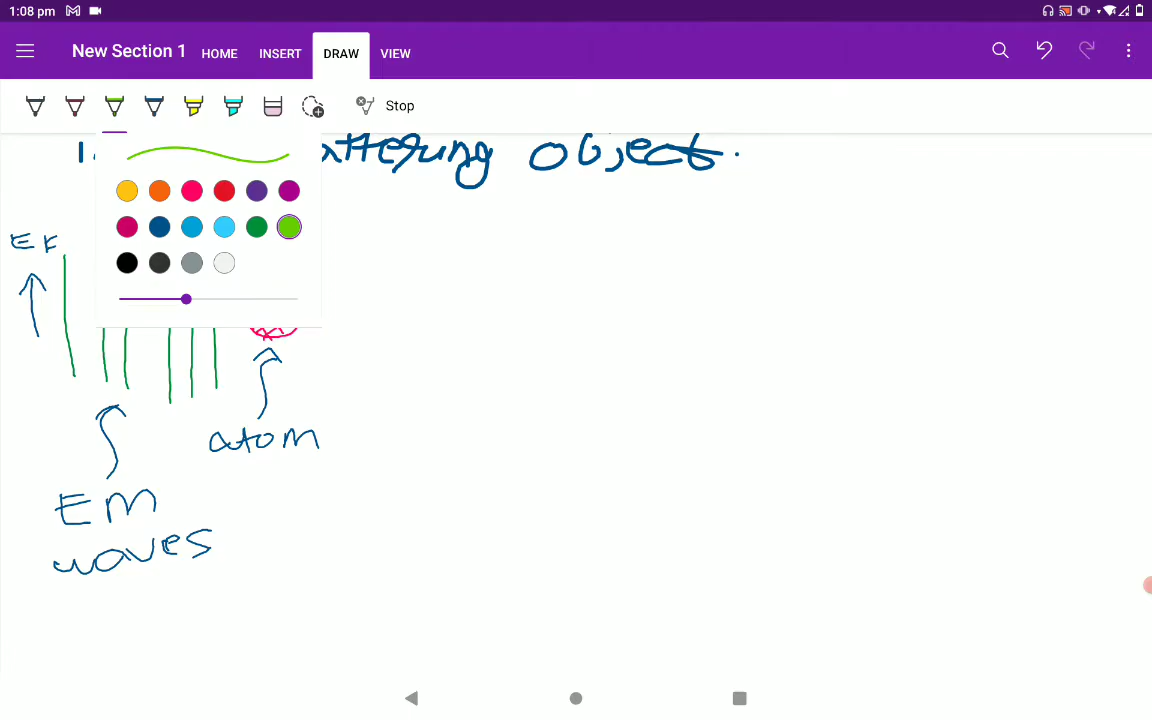 1:08 pm
New Section 1 HOME INSERT DRAW VIEW
Stop
object.
EF
atom
EM
waves